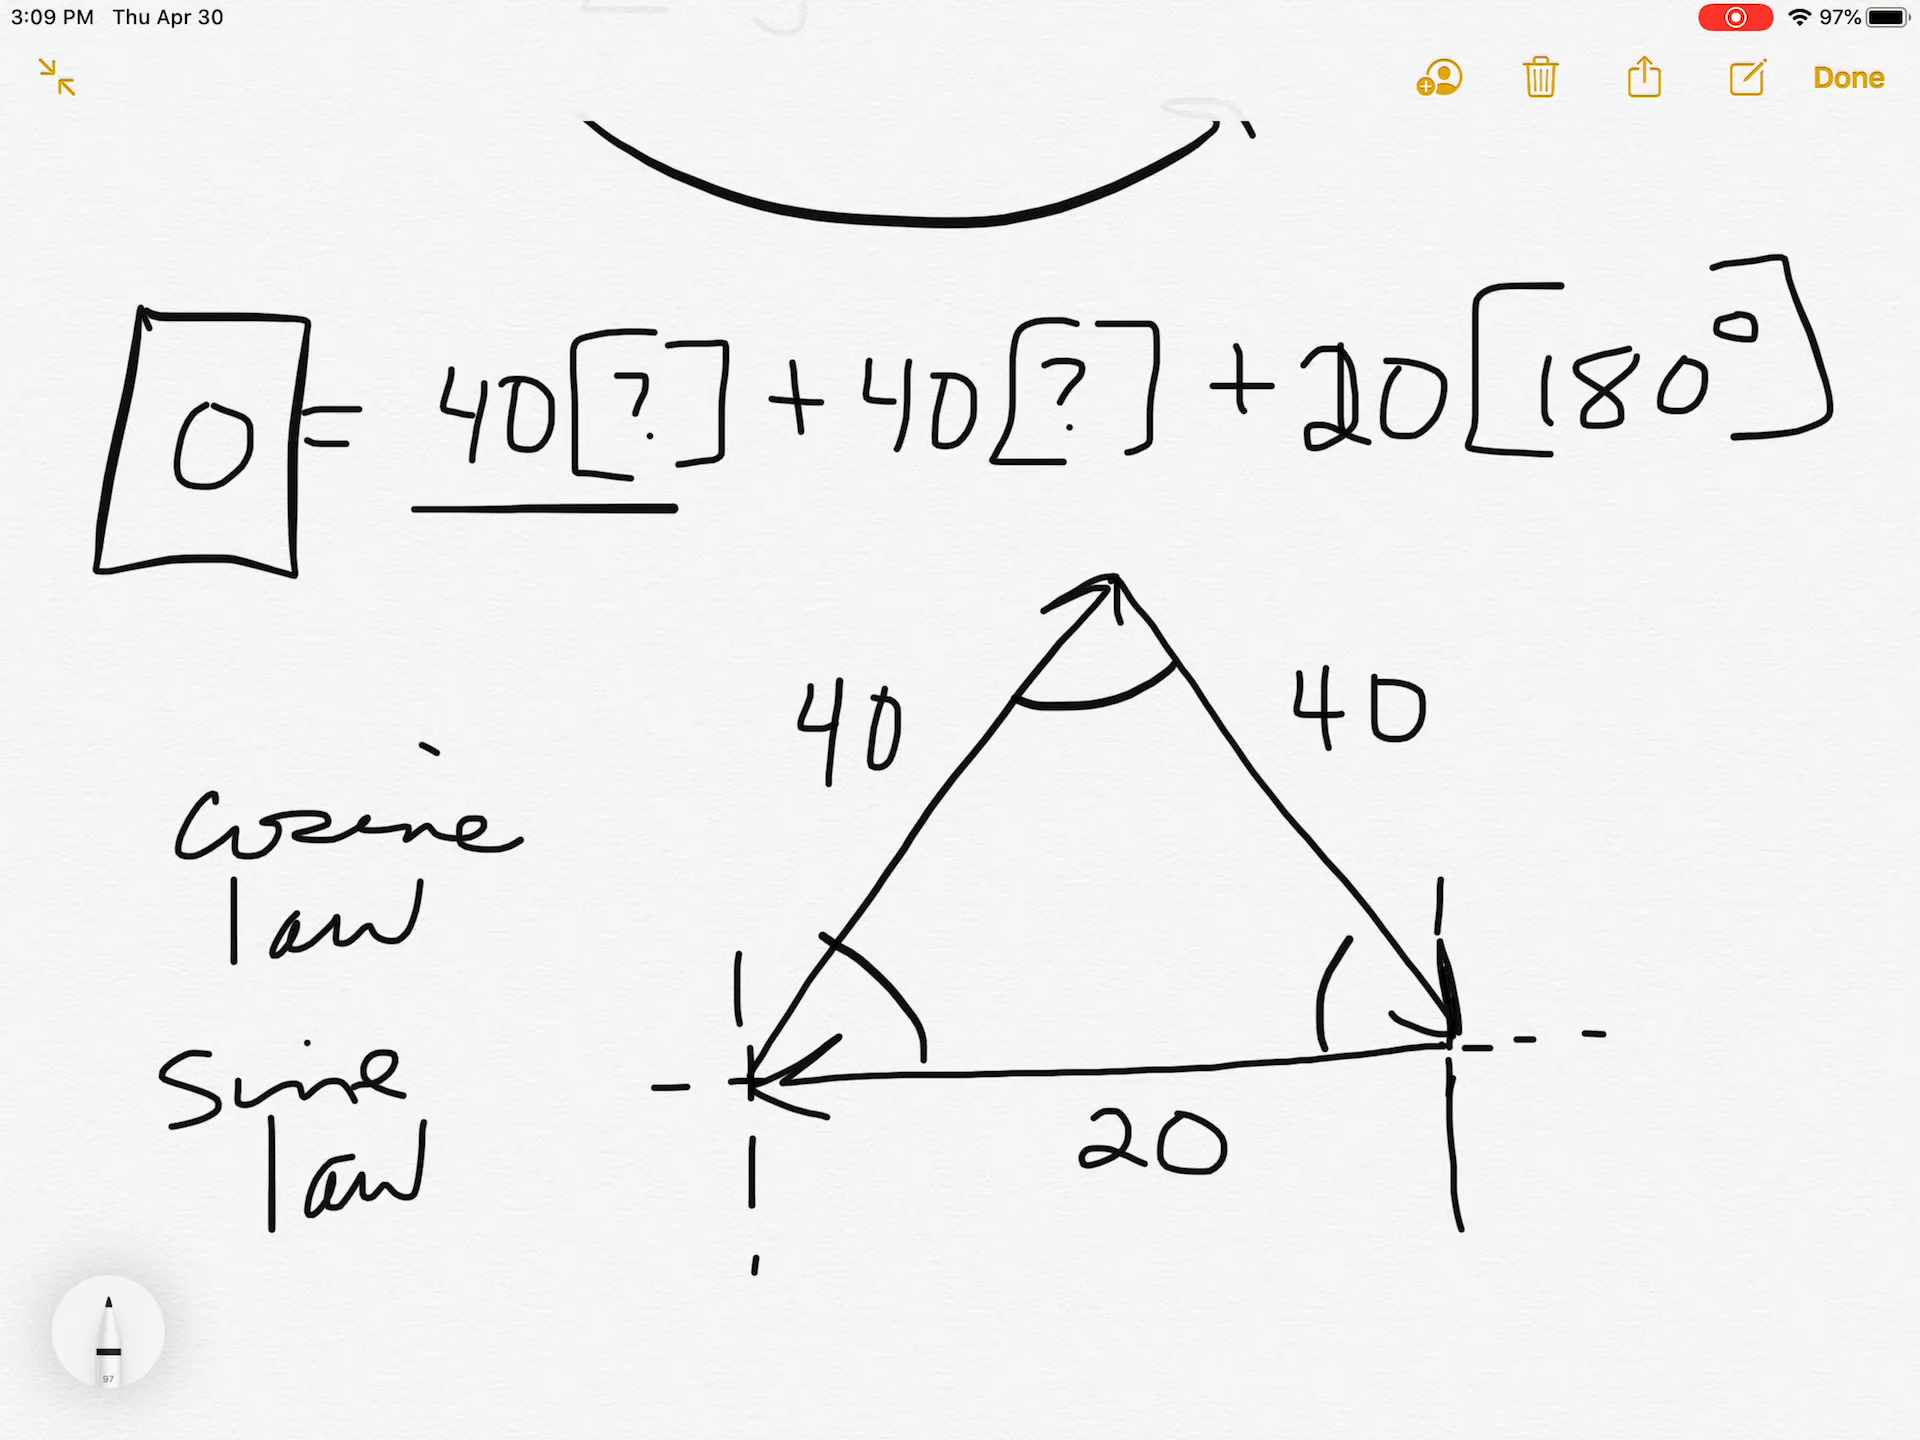 3:09 PM Thu Apr 30
97%
Done
0 = 40[?] + 40[?] + 20[180°]
40
40
Cosine
law
Sine
law
20
97